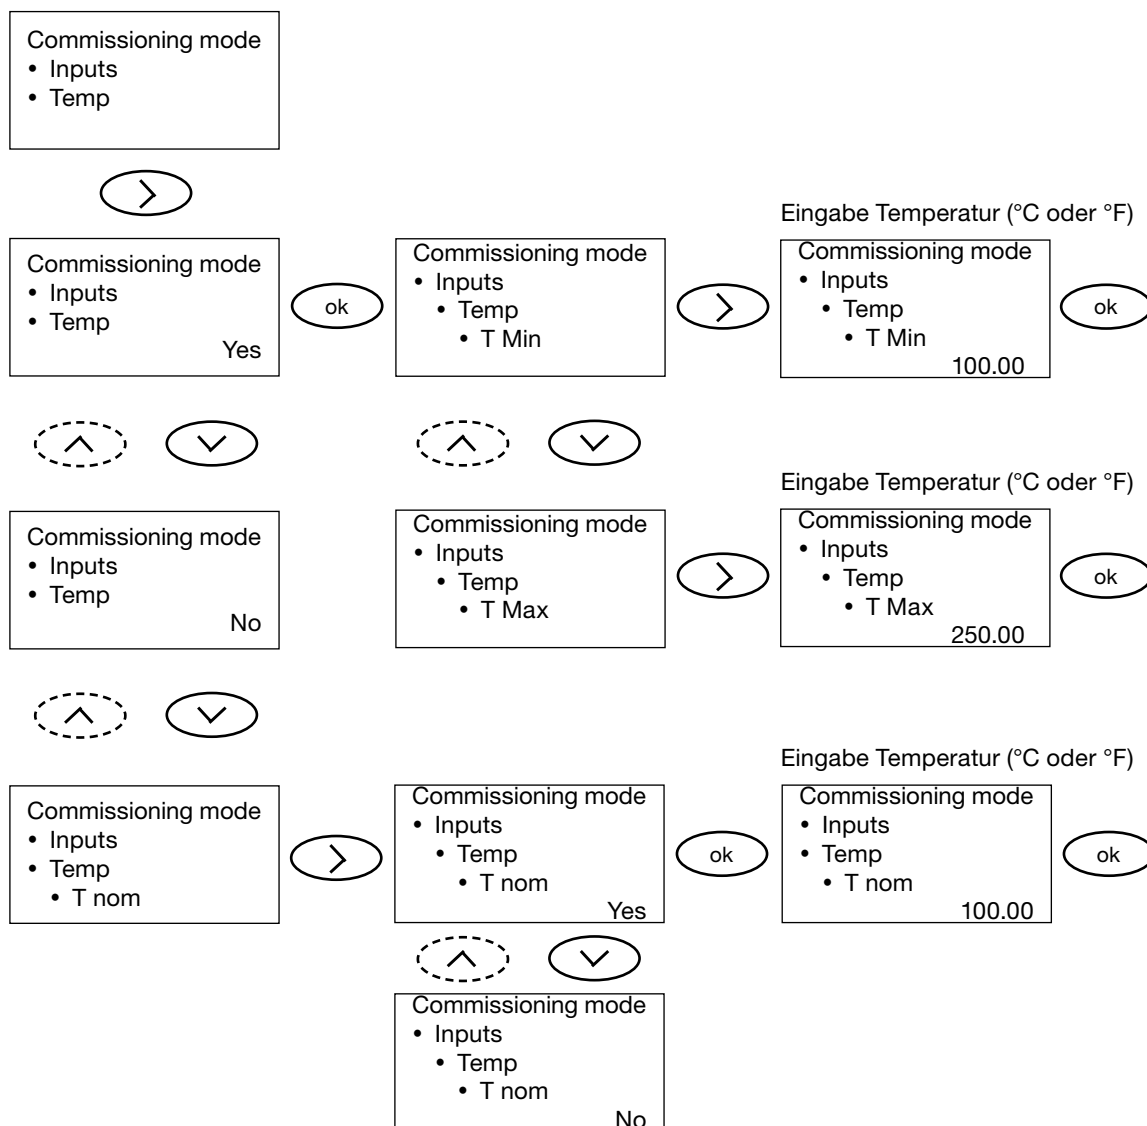 Commissioning mode
• Inputs
• Temp
Eingabe Temperatur (°C oder °F)
Commissioning mode
• Inputs
• Temp
Yes
ok
Commissioning mode
• Inputs
• Temp
• T Min
Commissioning mode
• Inputs
• Temp
• T Min
100.00
ok
Eingabe Temperatur (°C oder °F)
Commissioning mode
• Inputs
• Temp
No
Commissioning mode
• Inputs
• Temp
• T Max
Commissioning mode
• Inputs
• Temp
• T Max
250.00
ok
Eingabe Temperatur (°C oder °F)
Commissioning mode
• Inputs
• Temp
• T nom
Commissioning mode
• Inputs
• Temp
• T nom
Yes
ok
Commissioning mode
• Inputs
• Temp
• T nom
100.00
ok
Commissioning mode
• Inputs
• Temp
• T nom
No